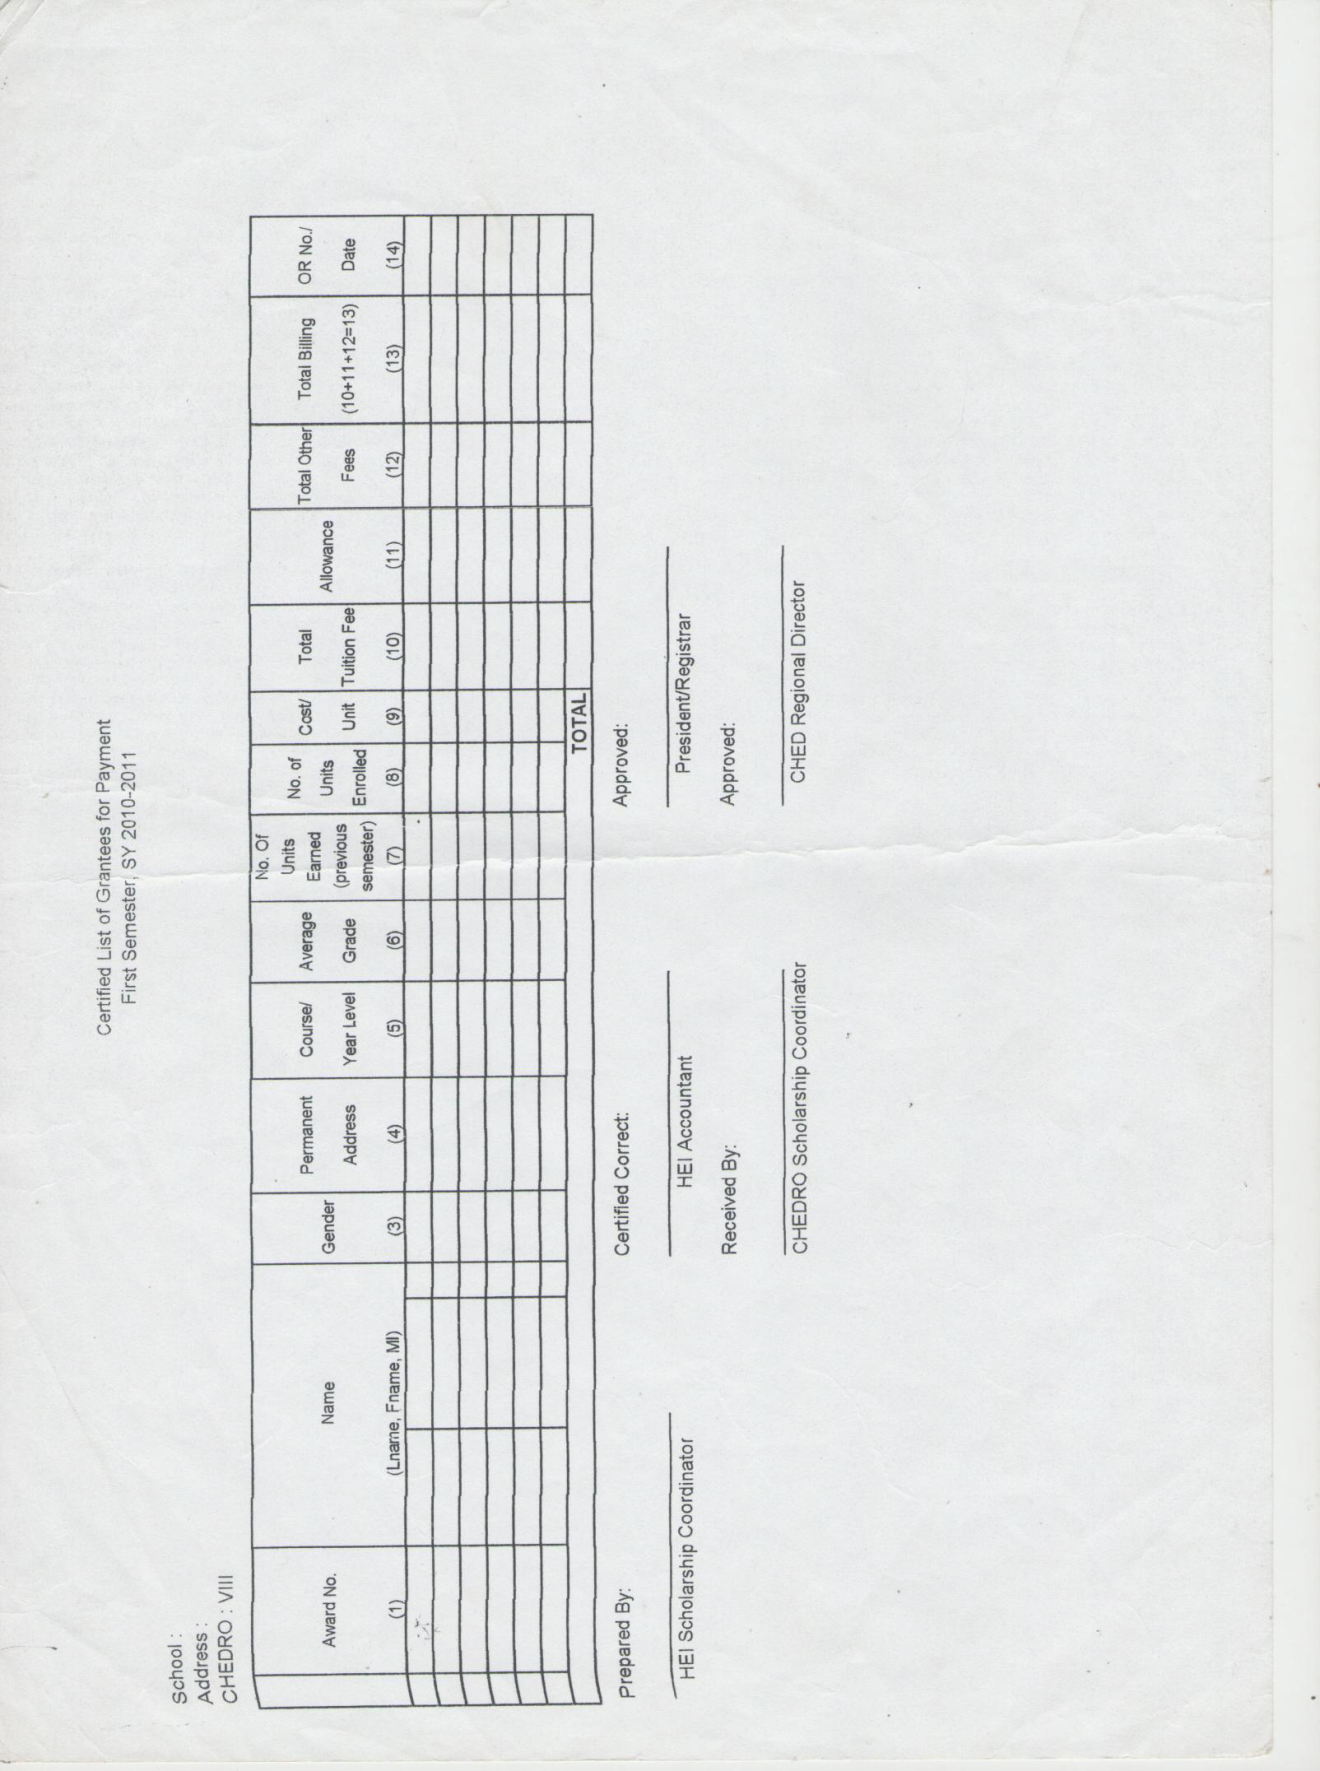 Certified List of Grantees for Payment
First Semester, SY 2010-2011
School :
Address :
CHEDRO : VIII
Award No.
(1)
Name
(Lname, Fname, MI)
Gender
(3)
Permanent
Address
(4)
Course/
Year Level
(5)
Average
Grade
(6)
No. Of
Units
Earned
(previous
semester)
(7)
No. of
Units
Enrolled
(8)
Cost/
Unit
(9)
Total
Tuition Fee
(10)
Allowance
(11)
Total Other
Fees
(12)
Total Billing
(10+11+12=13)
(13)
OR No./
Date
(14)
TOTAL
Prepared By:
HEI Scholarship Coordinator
Certified Correct:
HEI Accountant
Received By:
CHEDRO Scholarship Coordinator
Approved:
President/Registrar
Approved:
CHED Regional Director